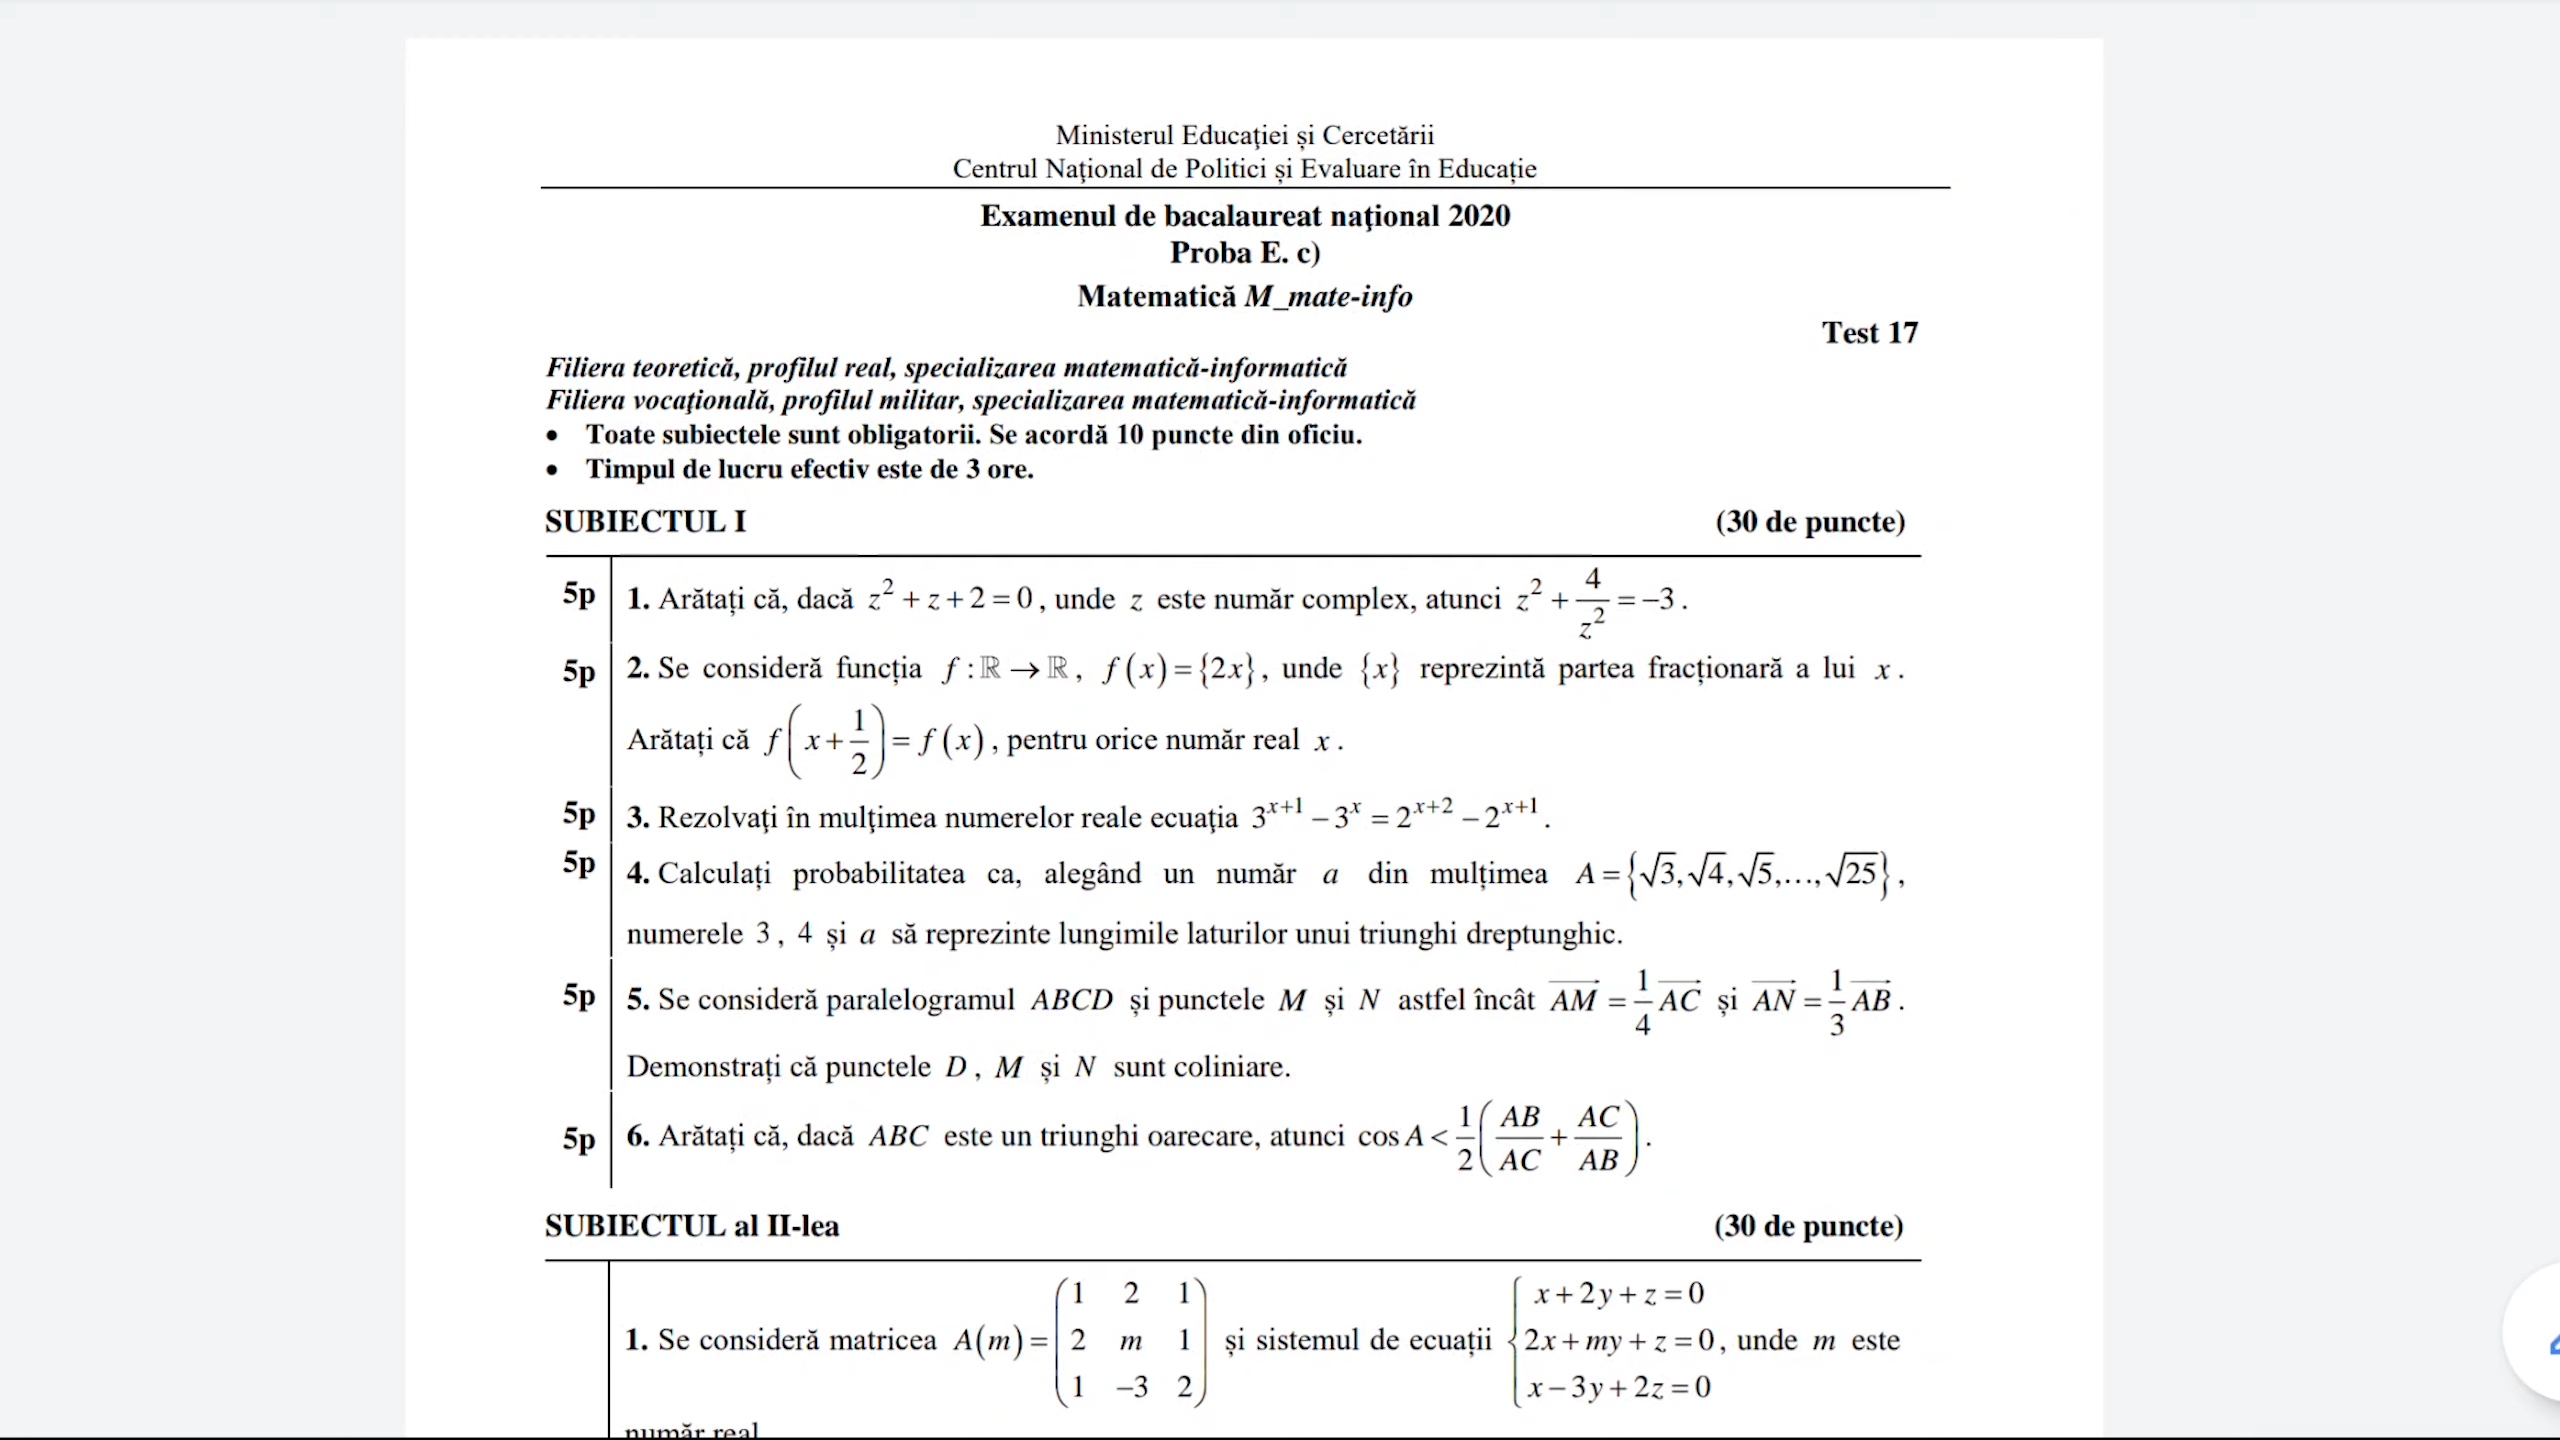 Ministerul Educaţiei și Cercetării
Centrul Naţional de Politici și Evaluare în Educație
Examenul de bacalaureat naţional 2020
Proba E. c)
Matematică M_mate-info
Test 17
Filiera teoretică, profilul real, specializarea matematică-informatică
Filiera vocaţională, profilul militar, specializarea matematică-informatică
• Toate subiectele sunt obligatorii. Se acordă 10 puncte din oficiu.
• Timpul de lucru efectiv este de 3 ore.
SUBIECTUL I (30 de puncte)
5p 1. Arătați că, dacă z² + z + 2 = 0, unde z este număr complex, atunci z² + 4/z² = −3.
5p 2. Se consideră funcția f : ℝ → ℝ, f(x) = {2x}, unde {x} reprezintă partea fracționară a lui x.
Arătați că f(x + 1/2) = f(x), pentru orice număr real x.
5p 3. Rezolvaţi în mulţimea numerelor reale ecuaţia 3^(x+1) − 3^x = 2^(x+2) − 2^(x+1).
5p 4. Calculați probabilitatea ca, alegând un număr a din mulțimea A = {√3, √4, √5, ..., √25},
numerele 3, 4 și a să reprezinte lungimile laturilor unui triunghi dreptunghic.
5p 5. Se consideră paralelogramul ABCD și punctele M și N astfel încât AM⃗ = 1/4 AC⃗ și AN⃗ = 1/3 AB⃗.
Demonstrați că punctele D, M și N sunt coliniare.
5p 6. Arătați că, dacă ABC este un triunghi oarecare, atunci cos A < 1/2 (AB/AC + AC/AB).
SUBIECTUL al II-lea (30 de puncte)
1. Se consideră matricea A(m) = (1 2 1; 2 m 1; 1 −3 2) și sistemul de ecuații { x + 2y + z = 0; 2x + my + z = 0; x − 3y + 2z = 0, unde m este
număr real